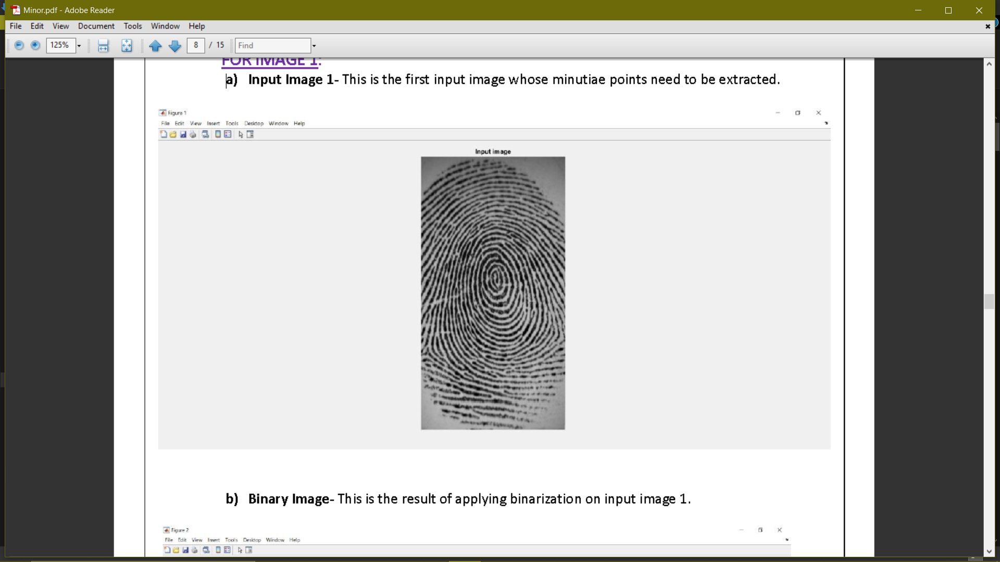 Minor.pdf - Adobe Reader
File Edit View Document Tools Window Help
125% 8 / 15 Find
FOR IMAGE 1:
a) Input Image 1- This is the first input image whose minutiae points need to be extracted.
Figure 1
File Edit View Insert Tools Desktop Window Help
Input image
b) Binary Image- This is the result of applying binarization on input image 1.
Figure 2
File Edit View Insert Tools Desktop Window Help